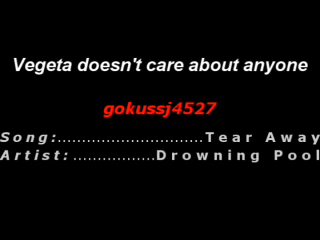 Vegeta doesn't care about anyone
gokussj4527
Song:..............................Tear Away
Artist: .................Drowning Pool